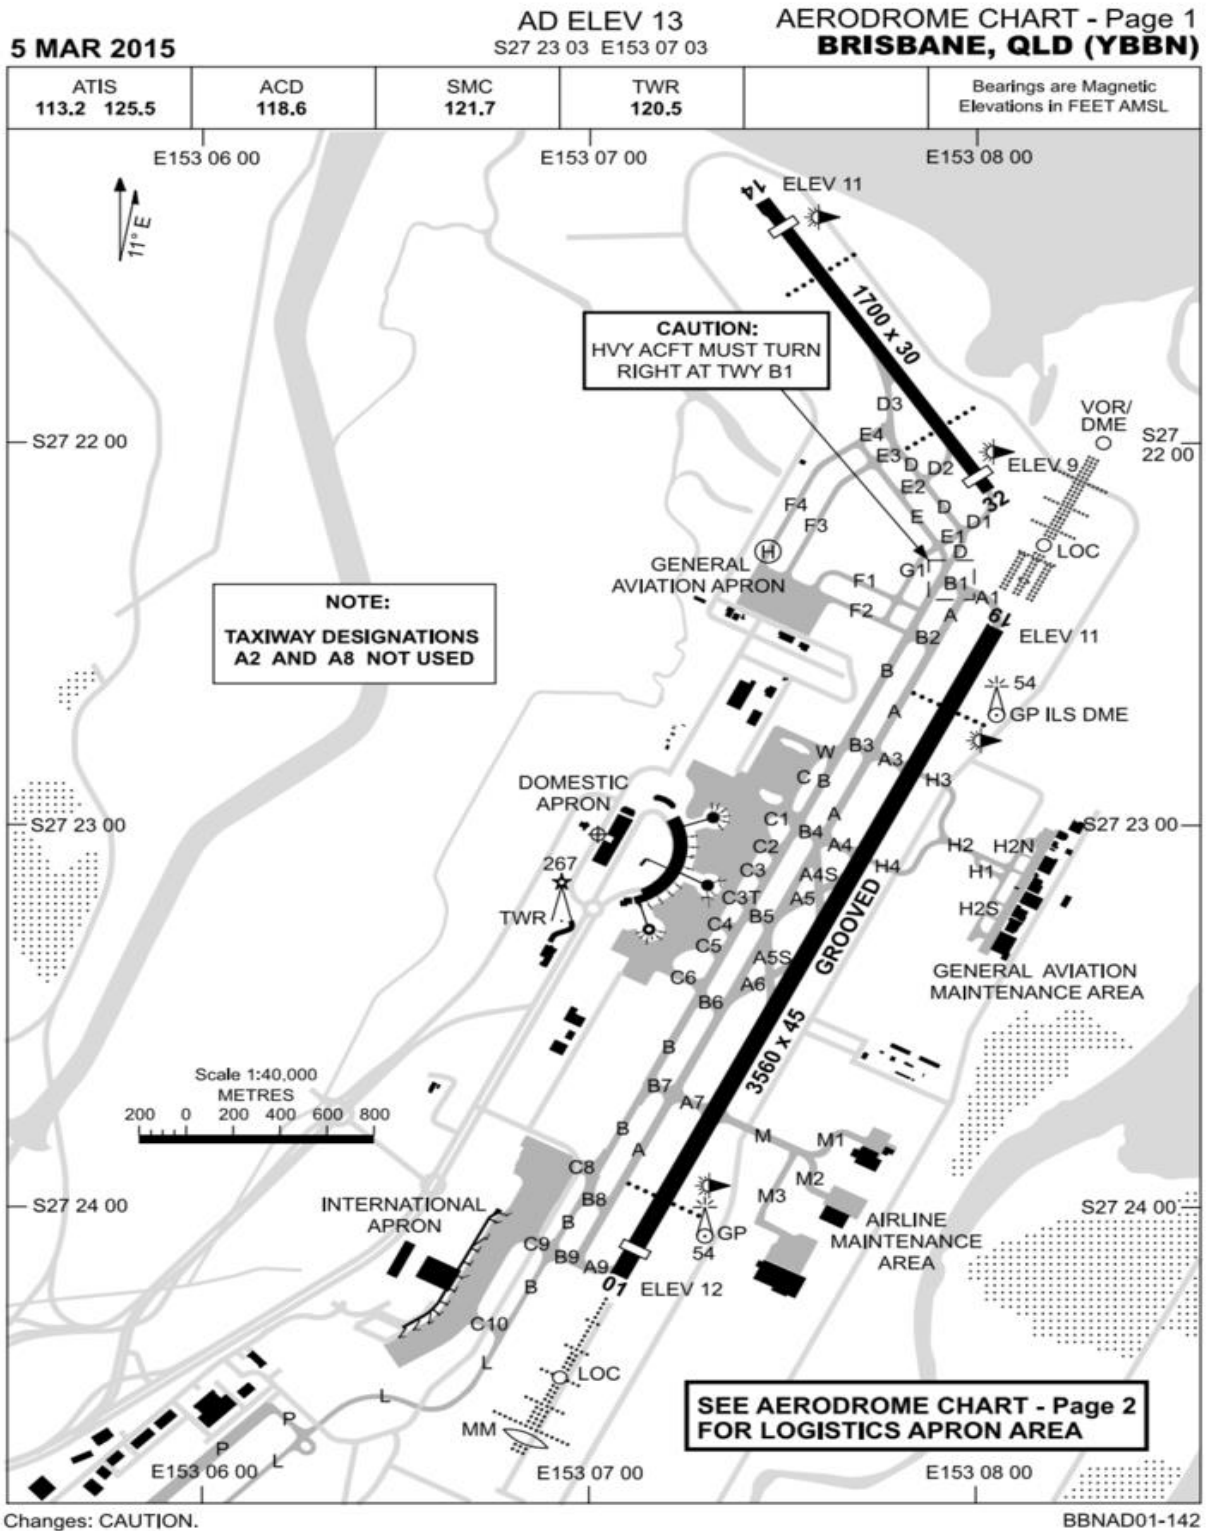 AD ELEV 13
AERODROME CHART - Page 1
5 MAR 2015
S27 23 03 E153 07 03
BRISBANE, QLD (YBBN)
ATIS
113.2 125.5
ACD
118.6
SMC
121.7
TWR
120.5
Bearings are Magnetic
Elevations in FEET AMSL
E153 06 00
E153 07 00
E153 08 00
11° E
14
ELEV 11
1700 x 30
CAUTION:
HVY ACFT MUST TURN
RIGHT AT TWY B1
D3
VOR/
DME
S27 22 00
E4
S27
22 00
E3
D
D2
ELEV 9
E2
32
F4
D
E
D1
F3
E1
H
D
LOC
GENERAL
AVIATION APRON
G1
F1
B1
A1
NOTE:
TAXIWAY DESIGNATIONS
A2 AND A8 NOT USED
F2
A
19
B2
ELEV 11
B
54
A
GP ILS DME
W
B3
A3
C
B
H3
DOMESTIC
APRON
A
C1
S27 23 00
B4
S27 23 00
C2
A4
H2
H2N
267
C3
A4S
H4
H1
C3T
A5
TWR
B5
H2S
C4
GROOVED
C5
A5S
GENERAL AVIATION
MAINTENANCE AREA
C6
A6
B6
B
3560 x 45
Scale 1:40,000
METRES
200 0 200 400 600 800
B7
A7
B
M
M1
A
C8
M2
B8
M3
INTERNATIONAL
APRON
S27 24 00
S27 24 00
B
GP
AIRLINE
MAINTENANCE
AREA
C9
B9
54
A9
B
01
ELEV 12
C10
L
LOC
L
P
MM
SEE AERODROME CHART - Page 2
FOR LOGISTICS APRON AREA
P
L
E153 06 00
E153 07 00
E153 08 00
Changes: CAUTION.
BBNAD01-142